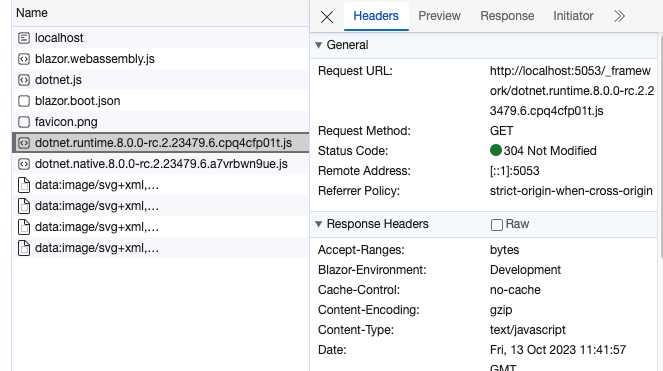 Name
localhost
blazor.webassembly.js
dotnet.js
blazor.boot.json
favicon.png
dotnet.runtime.8.0.0-rc.2.23479.6.cpq4cfp01t.js
dotnet.native.8.0.0-rc.2.23479.6.a7vrbwn9ue.js
data:image/svg+xml,…
data:image/svg+xml,…
data:image/svg+xml,…
data:image/svg+xml,…
Headers Preview Response Initiator
General
Request URL: http://localhost:5053/_framew
ork/dotnet.runtime.8.0.0-rc.2.2
3479.6.cpq4cfp01t.js
Request Method: GET
Status Code: 304 Not Modified
Remote Address: [::1]:5053
Referrer Policy: strict-origin-when-cross-origin
Response Headers Raw
Accept-Ranges: bytes
Blazor-Environment: Development
Cache-Control: no-cache
Content-Encoding: gzip
Content-Type: text/javascript
Date: Fri, 13 Oct 2023 11:41:57
GMT